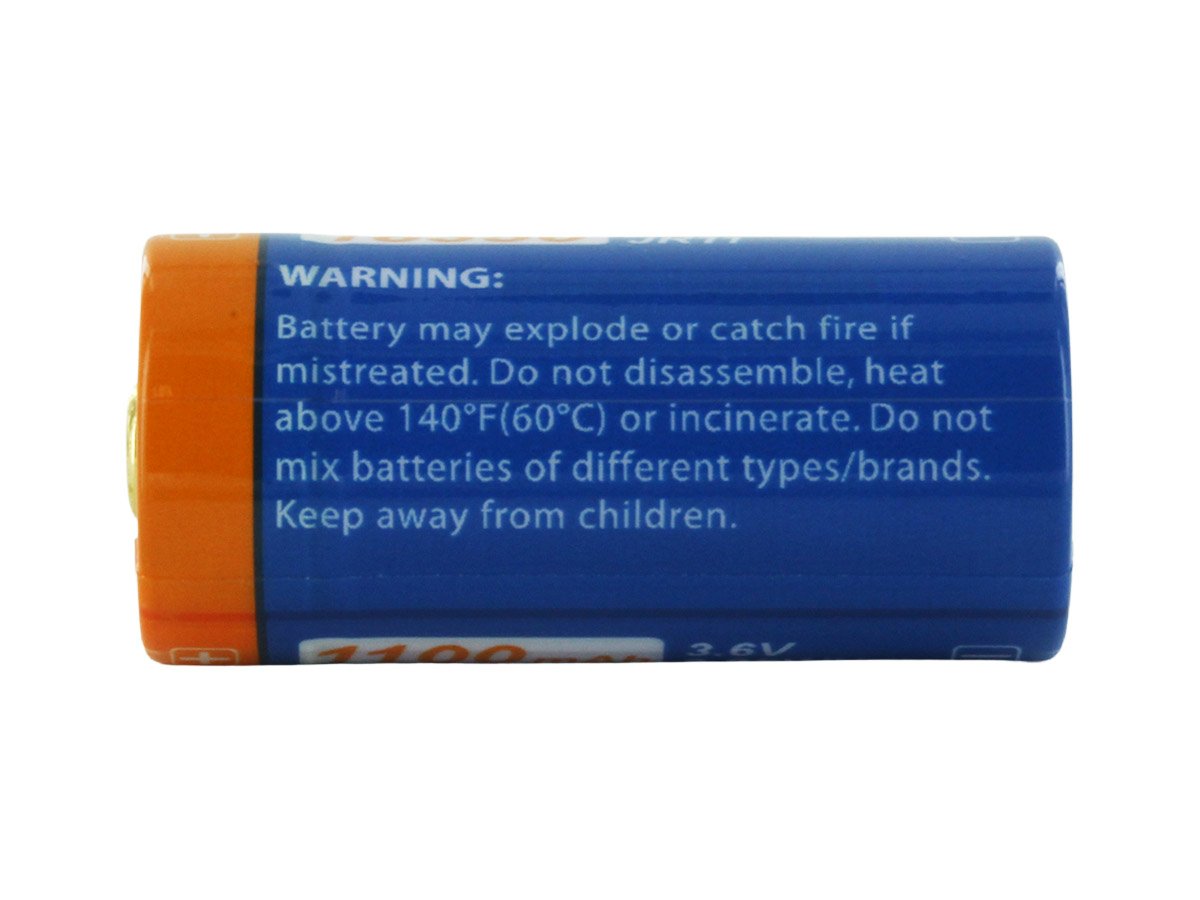 WARNING:
Battery may explode or catch fire if
mistreated. Do not disassemble, heat
above 140°F(60°C) or incinerate. Do not
mix batteries of different types/brands.
Keep away from children.
1100mAh 3.6V